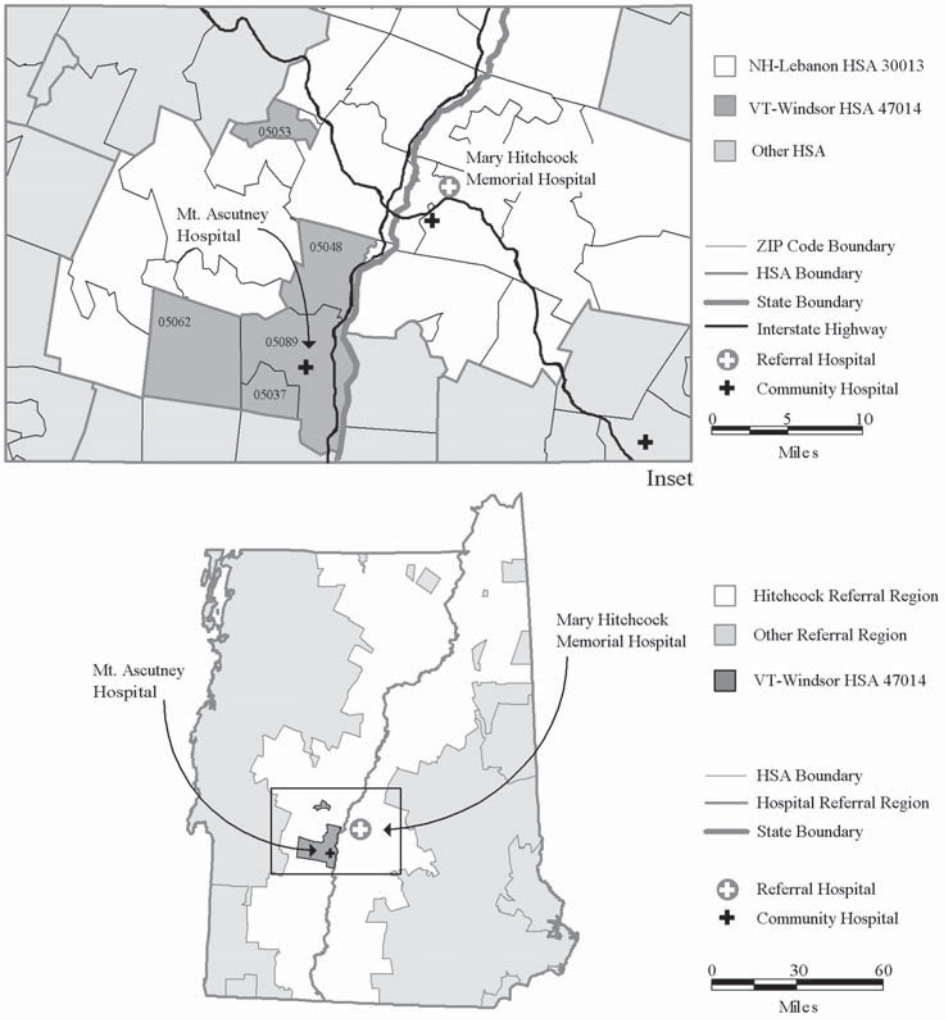 05053
Mary Hitchcock
Memorial Hospital
Mt. Ascutney
Hospital
05048
05062
05089
05037
NH-Lebanon HSA 30013
VT-Windsor HSA 47014
Other HSA
ZIP Code Boundary
HSA Boundary
State Boundary
Interstate Highway
Referral Hospital
Community Hospital
0 5 10
Miles
Inset
Mary Hitchcock
Memorial Hospital
Mt. Ascutney
Hospital
Hitchcock Referral Region
Other Referral Region
VT-Windsor HSA 47014
HSA Boundary
Hospital Referral Region
State Boundary
Referral Hospital
Community Hospital
0 30 60
Miles